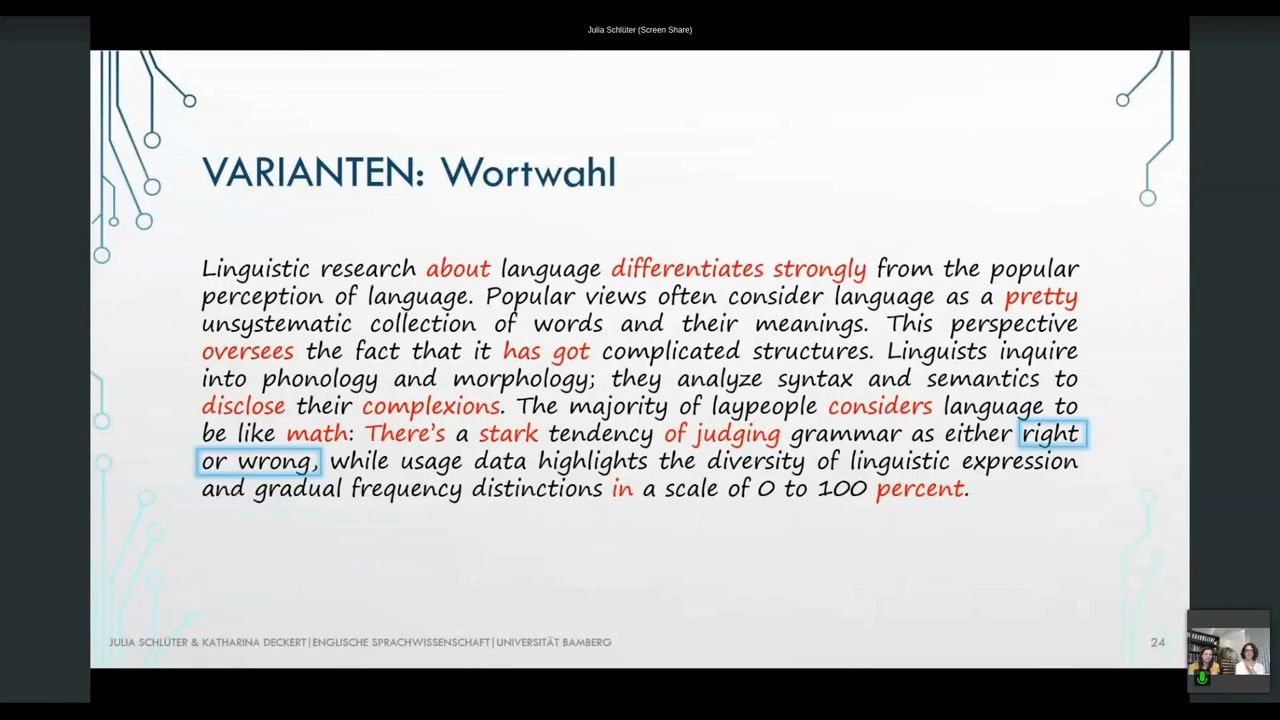 Julia Schlüter (Screen Share)
VARIANTEN: Wortwahl
Linguistic research about language differentiates strongly from the popular
perception of language. Popular views often consider language as a pretty
unsystematic collection of words and their meanings. This perspective
oversees the fact that it has got complicated structures. Linguists inquire
into phonology and morphology; they analyze syntax and semantics to
disclose their complexions. The majority of laypeople considers language to
be like math: There's a stark tendency of judging grammar as either right
or wrong, while usage data highlights the diversity of linguistic expression
and gradual frequency distinctions in a scale of 0 to 100 percent.
JULIA SCHLÜTER & KATHARINA DECKERT|ENGLISCHE SPRACHWISSENSCHAFT|UNIVERSITÄT BAMBERG
24